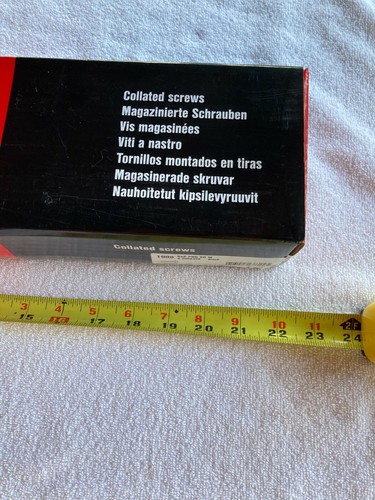 Collated screws
Magazinierte Schrauben
Vis magasinées
Viti a nastro
Tornillos montados en tiras
Magasinerade skruvar
Nauhoitetut kipsilevyruuvit
Collated screws
1000
3 4 5 6 7 8 9 10 11 2F
15 16 17 18 19 20 21 22 23 24